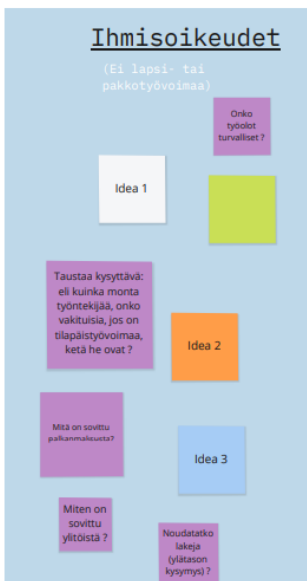 Ihmisoikeudet
(Ei lapsi- tai
pakkotyövoimaa)
Onko
työolot
turvalliset ?
Idea 1
Taustaa kysyttävä:
eli kuinka monta
työntekijää, onko
vakituisia, jos on
tilapäistyövoimaa,
ketä he ovat ?
Idea 2
Mitä on sovittu
palkanmaksusta?
Idea 3
Miten on
sovittu
ylitöistä ?
Noudatatko
lakeja
(ylätason
kysymys) ?